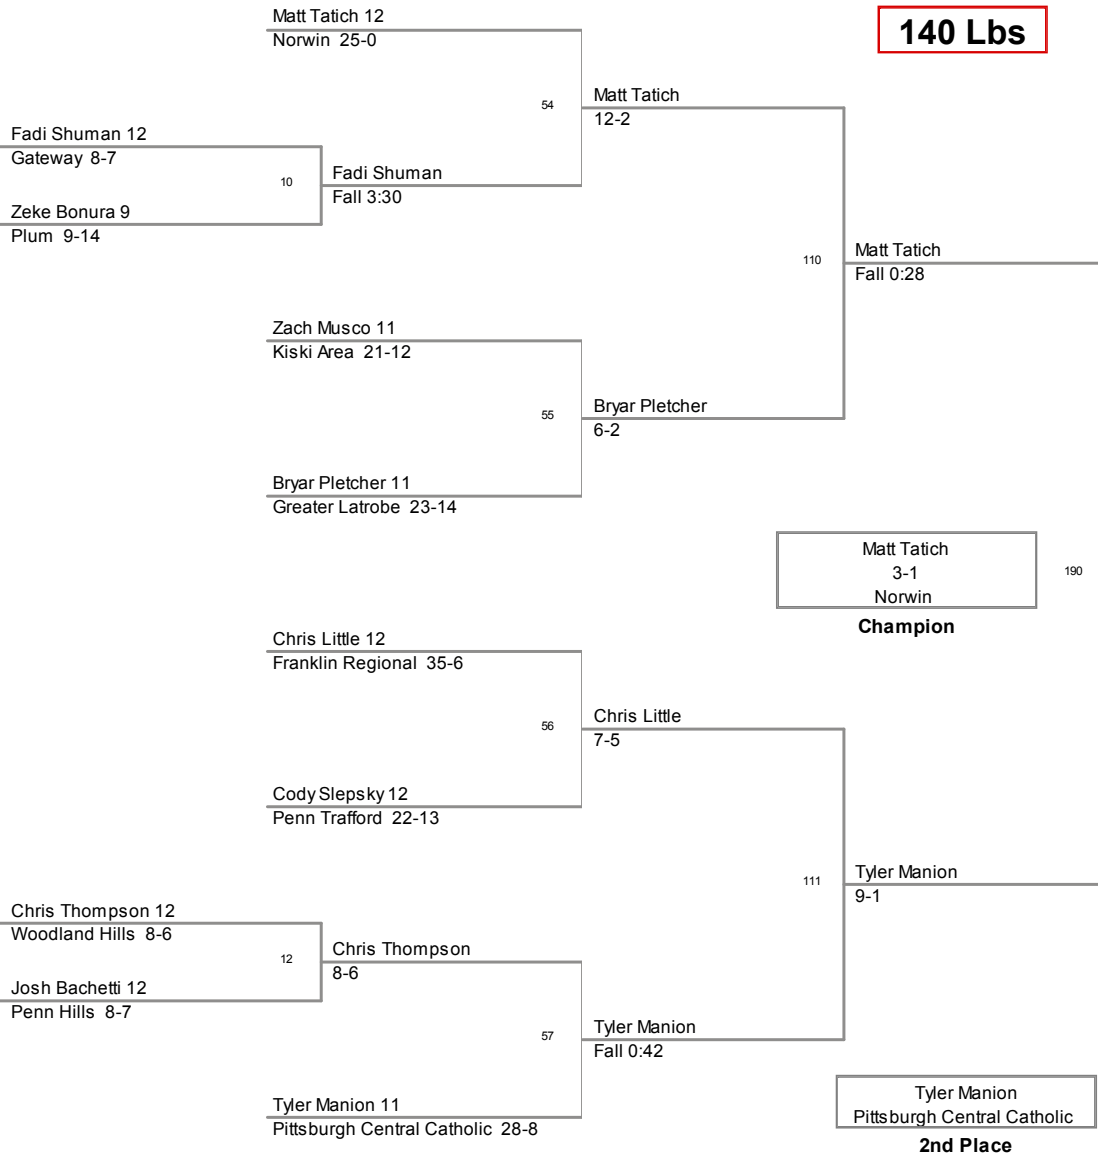 140 Lbs
Matt Tatich 12
Norwin 25-0
54
Matt Tatich
12-2
Fadi Shuman 12
Gateway 8-7
10
Fadi Shuman
Fall 3:30
Zeke Bonura 9
Plum 9-14
110
Matt Tatich
Fall 0:28
Zach Musco 11
Kiski Area 21-12
55
Bryar Pletcher
6-2
Bryar Pletcher 11
Greater Latrobe 23-14
Matt Tatich
3-1
Norwin
190
Champion
Chris Little 12
Franklin Regional 35-6
56
Chris Little
7-5
Cody Slepsky 12
Penn Trafford 22-13
111
Tyler Manion
9-1
Chris Thompson 12
Woodland Hills 8-6
12
Chris Thompson
8-6
Josh Bachetti 12
Penn Hills 8-7
57
Tyler Manion
Fall 0:42
Tyler Manion 11
Pittsburgh Central Catholic 28-8
Tyler Manion
Pittsburgh Central Catholic
2nd Place